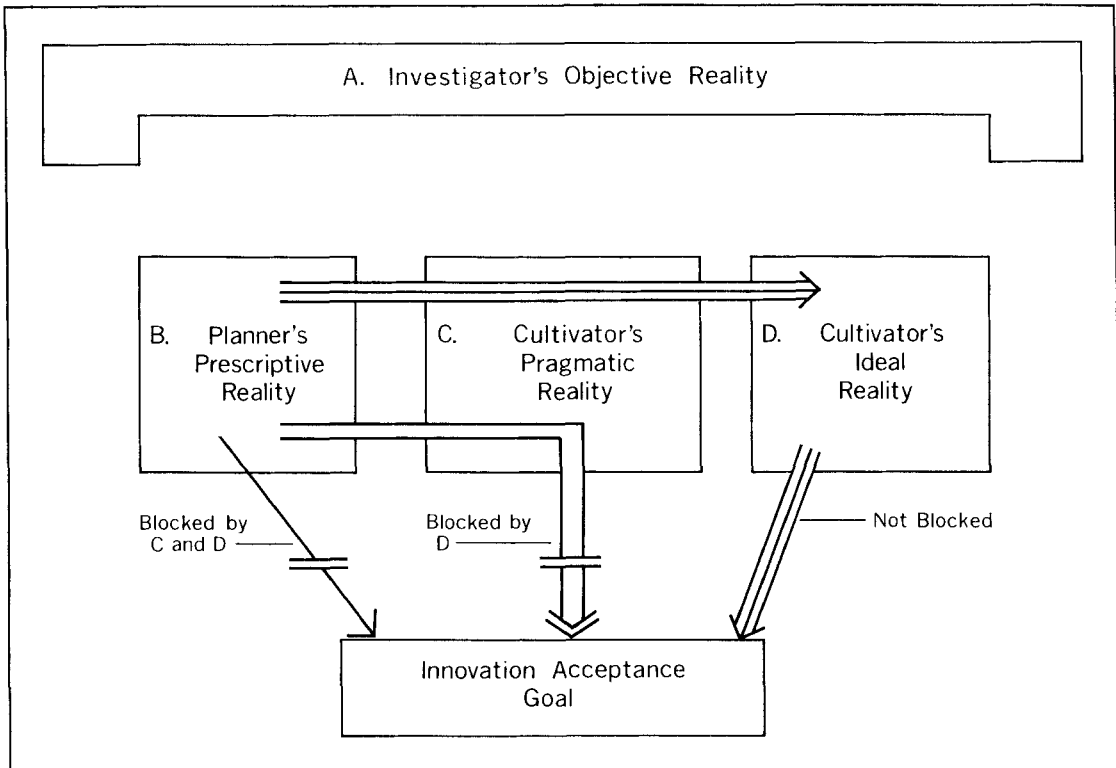 A. Investigator's Objective Reality
B. Planner's
Prescriptive
Reality
C. Cultivator's
Pragmatic
Reality
D. Cultivator's
Ideal
Reality
Blocked by
C and D
Blocked by
D
Not Blocked
Innovation Acceptance
Goal